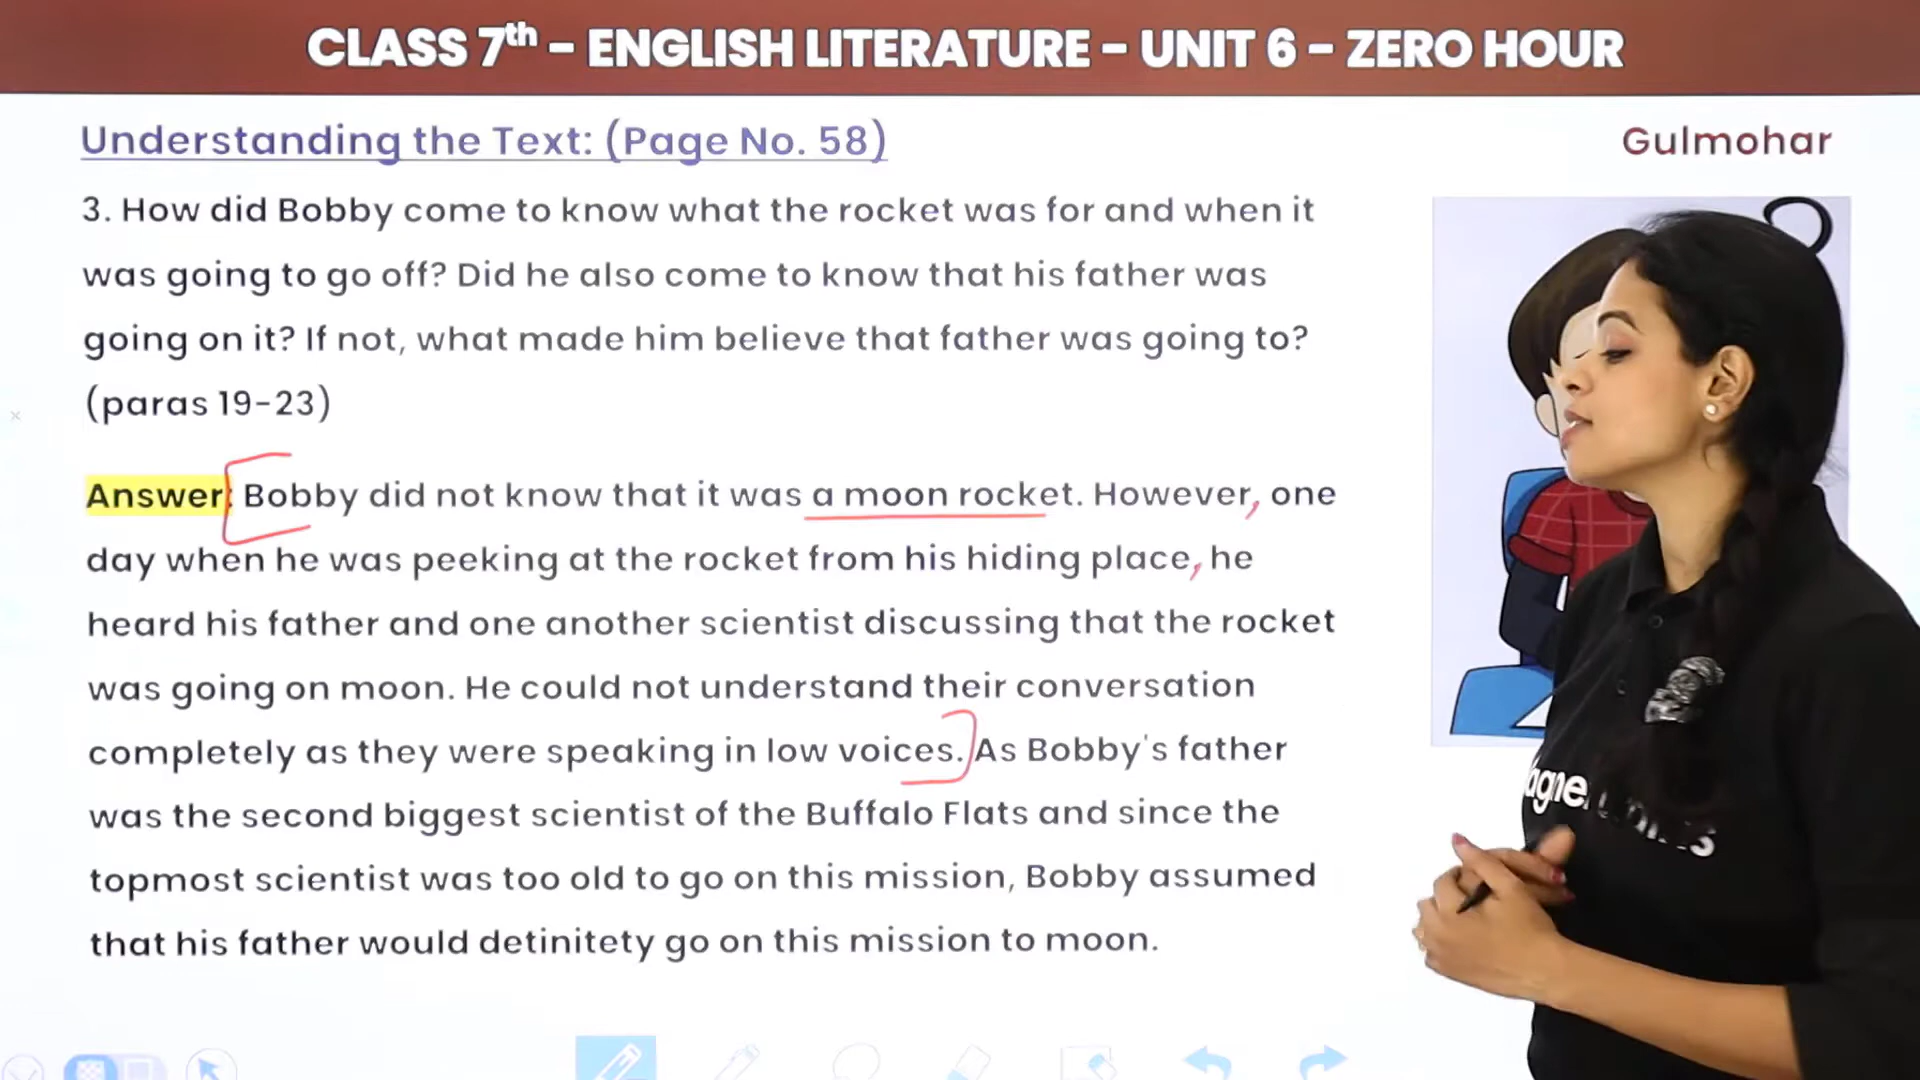 CLASS 7th – ENGLISH LITERATURE – UNIT 6 – ZERO HOUR
Understanding the Text: (Page No. 58)
Gulmohar
3. How did Bobby come to know what the rocket was for and when it
was going to go off? Did he also come to know that his father was
going on it? If not, what made him believe that father was going to?
(paras 19-23)
Answer: Bobby did not know that it was a moon rocket. However, one
day when he was peeking at the rocket from his hiding place, he
heard his father and one another scientist discussing that the rocket
was going on moon. He could not understand their conversation
completely as they were speaking in low voices. As Bobby's father
was the second biggest scientist of the Buffalo Flats and since the
topmost scientist was too old to go on this mission, Bobby assumed
that his father would detinitety go on this mission to moon.